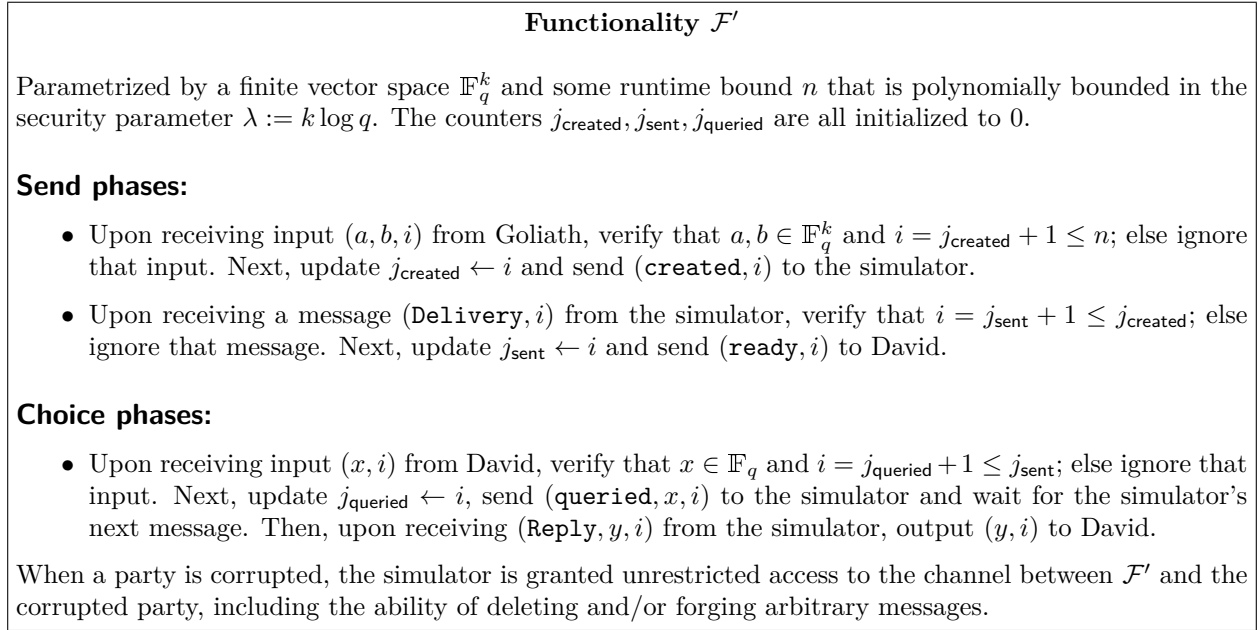 Functionality 𝓕′
Parametrized by a finite vector space 𝔽_q^k and some runtime bound n that is polynomially bounded in the
security parameter λ := k log q. The counters j_created, j_sent, j_queried are all initialized to 0.
Send phases:
• Upon receiving input (a, b, i) from Goliath, verify that a, b ∈ 𝔽_q^k and i = j_created + 1 ≤ n; else ignore
that input. Next, update j_created ← i and send (created, i) to the simulator.
• Upon receiving a message (Delivery, i) from the simulator, verify that i = j_sent + 1 ≤ j_created; else
ignore that message. Next, update j_sent ← i and send (ready, i) to David.
Choice phases:
• Upon receiving input (x, i) from David, verify that x ∈ 𝔽_q and i = j_queried + 1 ≤ j_sent; else ignore that
input. Next, update j_queried ← i, send (queried, x, i) to the simulator and wait for the simulator's
next message. Then, upon receiving (Reply, y, i) from the simulator, output (y, i) to David.
When a party is corrupted, the simulator is granted unrestricted access to the channel between 𝓕′ and the
corrupted party, including the ability of deleting and/or forging arbitrary messages.